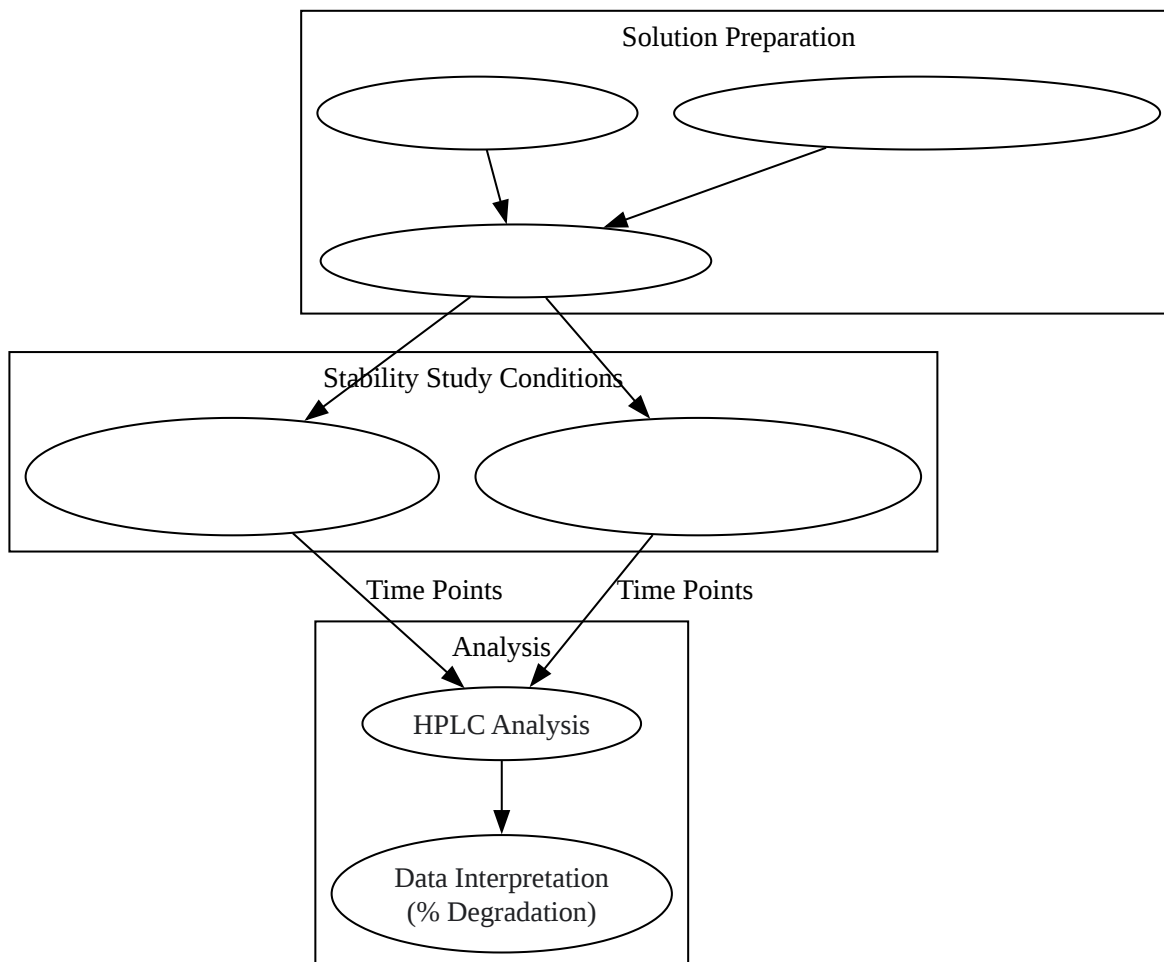 Solution Preparation
Stability Study Conditions
Time Points
Time Points
Analysis
HPLC Analysis
Data Interpretation
(% Degradation)